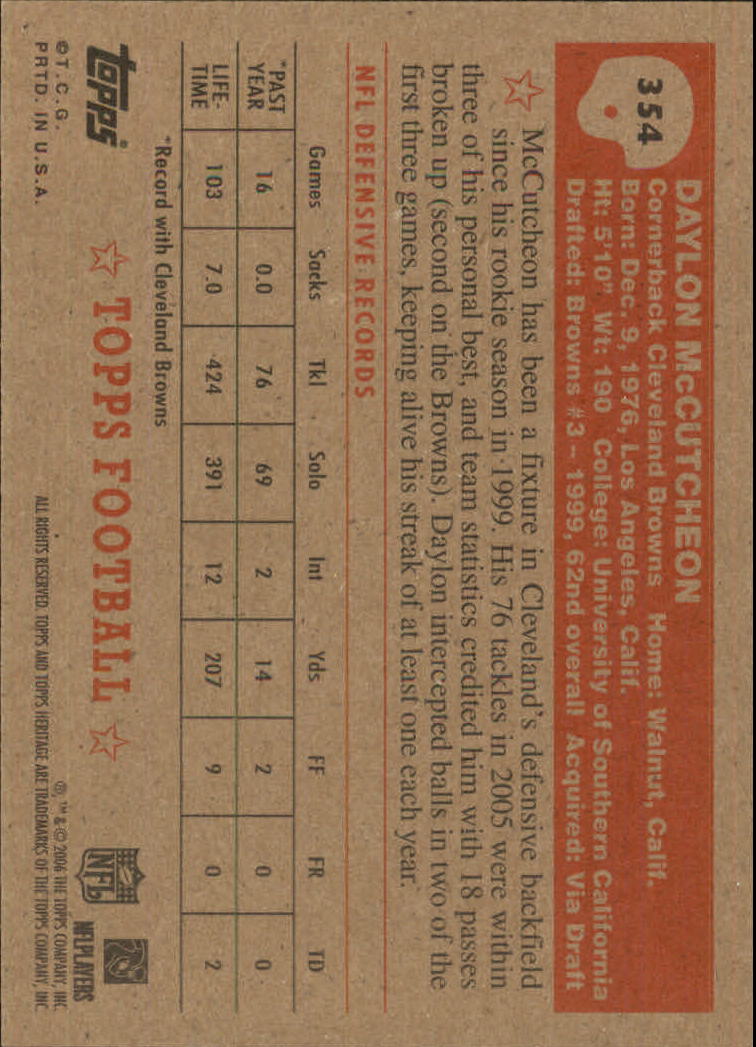 354
DAYLON McCUTCHEON
Cornerback Cleveland Browns Home: Walnut, Calif.
Born: Dec. 9, 1976, Los Angeles, Calif.
Ht: 5'10" Wt: 190 College: University of Southern California
Drafted: Browns #3 – 1999, 62nd overall Acquired: Via Draft
McCutcheon has been a fixture in Cleveland's defensive backfield
since his rookie season in 1999. His 76 tackles in 2005 were within
three of his personal best, and team statistics credited him with 18 passes
broken up (second on the Browns). Daylon intercepted balls in two of the
first three games, keeping alive his streak of at least one each year.
NFL DEFENSIVE RECORDS
Games Sacks Tkl Solo Int Yds FF FR TD
*PAST YEAR 16 0.0 76 69 2 14 2 0 0
LIFE-TIME 103 7.0 424 391 12 207 9 0 2
*Record with Cleveland Browns
topps
TOPPS FOOTBALL
NFL
NFLPLAYERS
©T.C.G.
PRTD. IN U.S.A.
®, ™ & © 2006 THE TOPPS COMPANY, INC.
ALL RIGHTS RESERVED. TOPPS AND TOPPS HERITAGE ARE TRADEMARKS OF THE TOPPS COMPANY, INC.